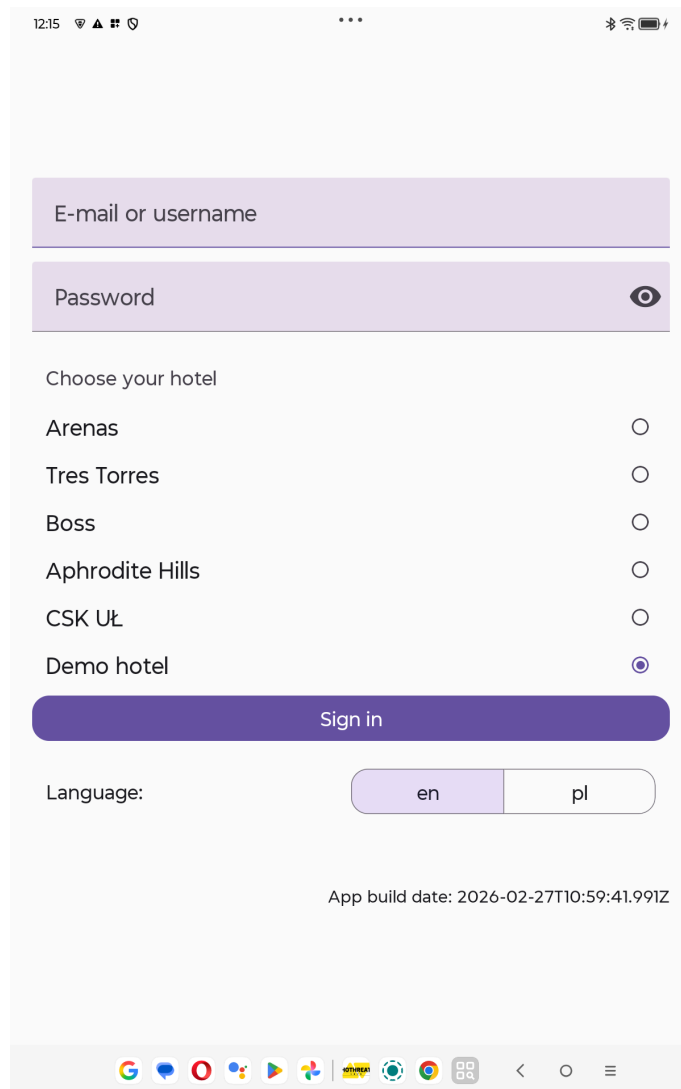 12:15
E-mail or username
Password
Choose your hotel
Arenas
Tres Torres
Boss
Aphrodite Hills
CSK UŁ
Demo hotel
Sign in
Language:
en
pl
App build date: 2026-02-27T10:59:41.991Z